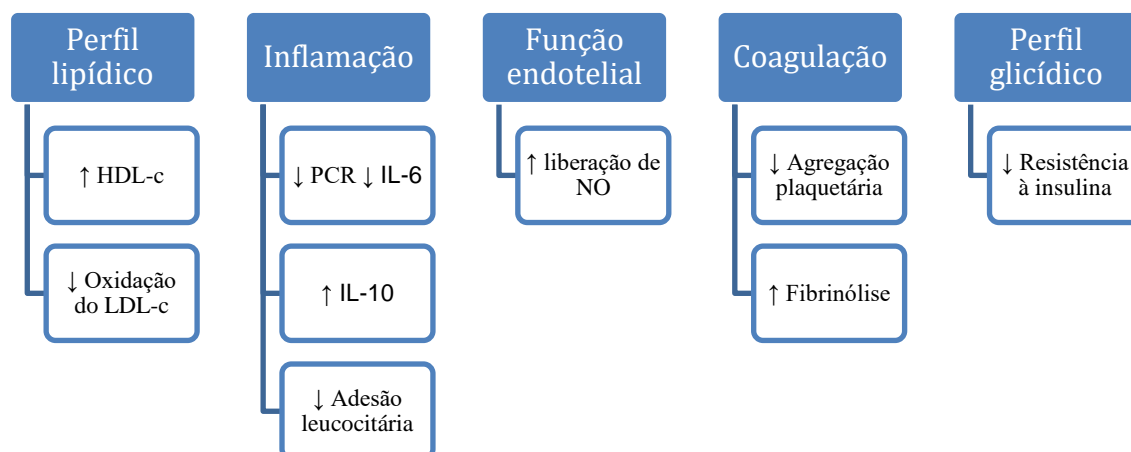 Perfil
lipídico
↑ HDL-c
↓ Oxidação
do LDL-c
Inflamação
↓ PCR ↓ IL-6
↑ IL-10
↓ Adesão
leucocitária
Função
endotelial
↑ liberação de
NO
Coagulação
↓ Agregação
plaquetária
↑ Fibrinólise
Perfil
glicídico
↓ Resistência
à insulina